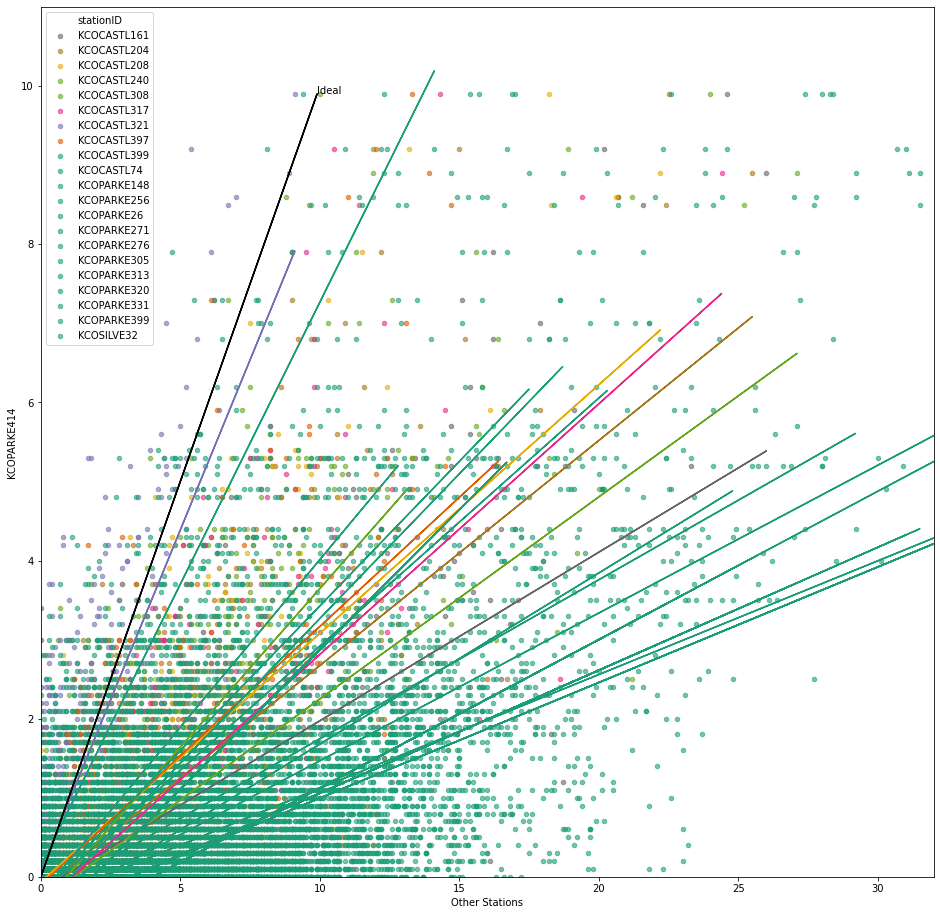 stationID
KCOCASTL161
KCOCASTL204
KCOCASTL208
KCOCASTL240
KCOCASTL308
KCOCASTL317
KCOCASTL321
KCOCASTL397
KCOCASTL399
KCOCASTL74
KCOPARKE148
KCOPARKE256
KCOPARKE26
KCOPARKE271
KCOPARKE276
KCOPARKE305
KCOPARKE313
KCOPARKE320
KCOPARKE331
KCOPARKE399
KCOSILVE32
Ideal
10
8
6
4
2
0
KCOPARKE414
0 5 10 15 20 25 30
Other Stations